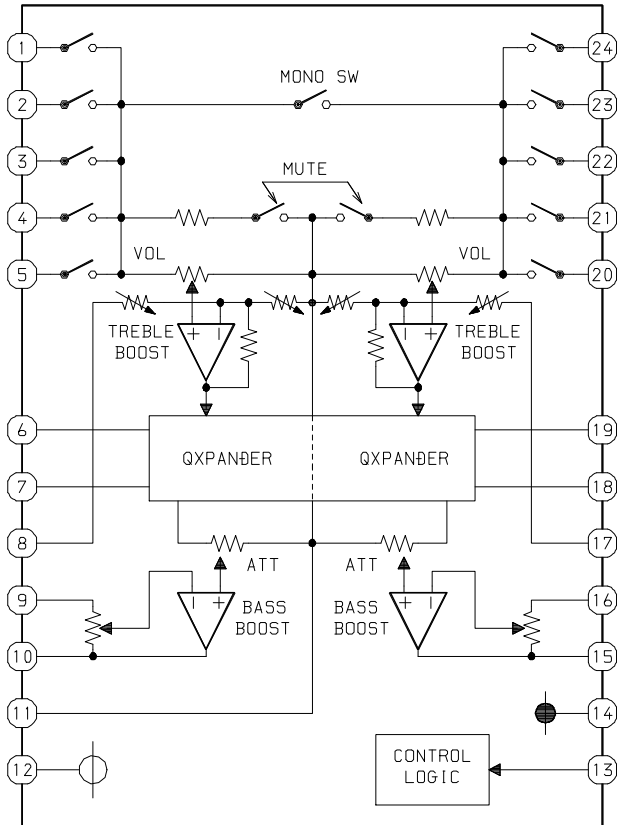 1
24
MONO SW
2
23
3
22
MUTE
4
21
VOL
VOL
5
20
+ −
− +
TREBLE
BOOST
TREBLE
BOOST
6
19
QXPANDER
QXPANDER
7
18
8
17
ATT
ATT
9
16
− +
+ −
BASS
BOOST
BASS
BOOST
10
15
11
14
CONTROL
LOGIC
12
13